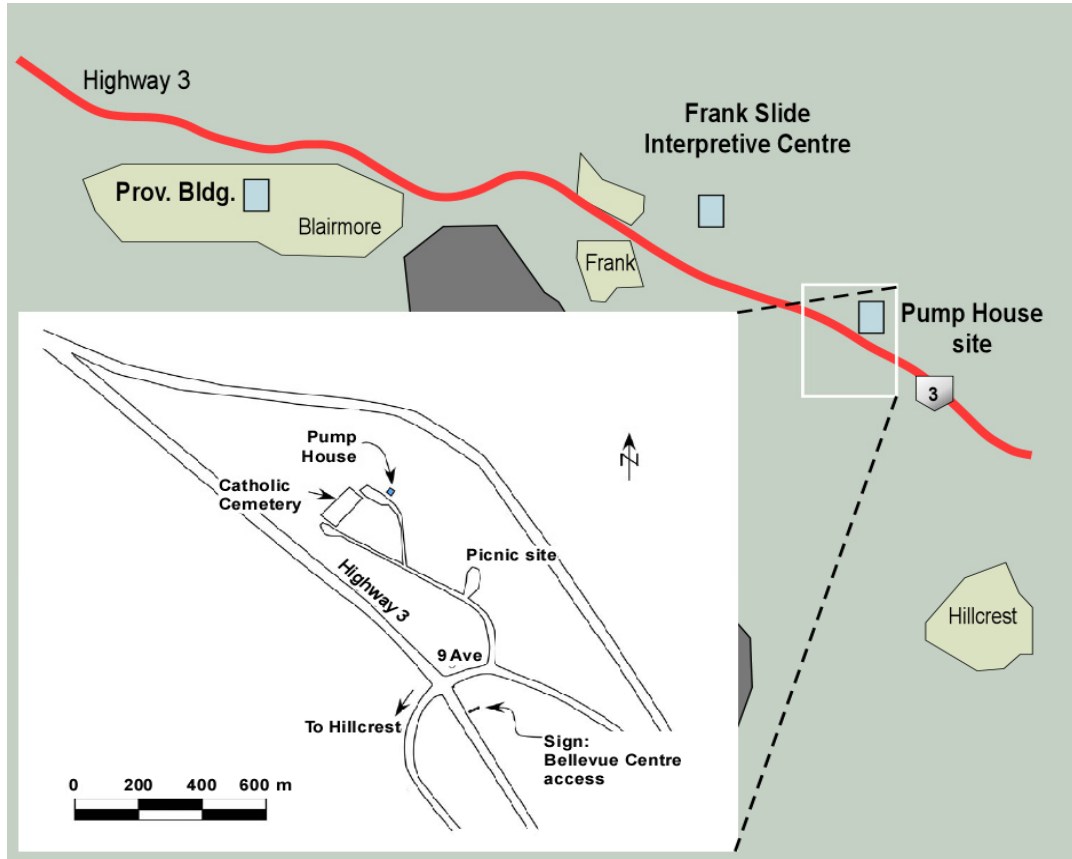 Highway 3
Frank Slide
Interpretive Centre
Prov. Bldg.
Blairmore
Frank
Pump House
site
3
Hillcrest
Pump
House
N
Catholic
Cemetery
Picnic site
Highway 3
9 Ave
To Hillcrest
Sign:
Bellevue Centre
access
0 200 400 600 m